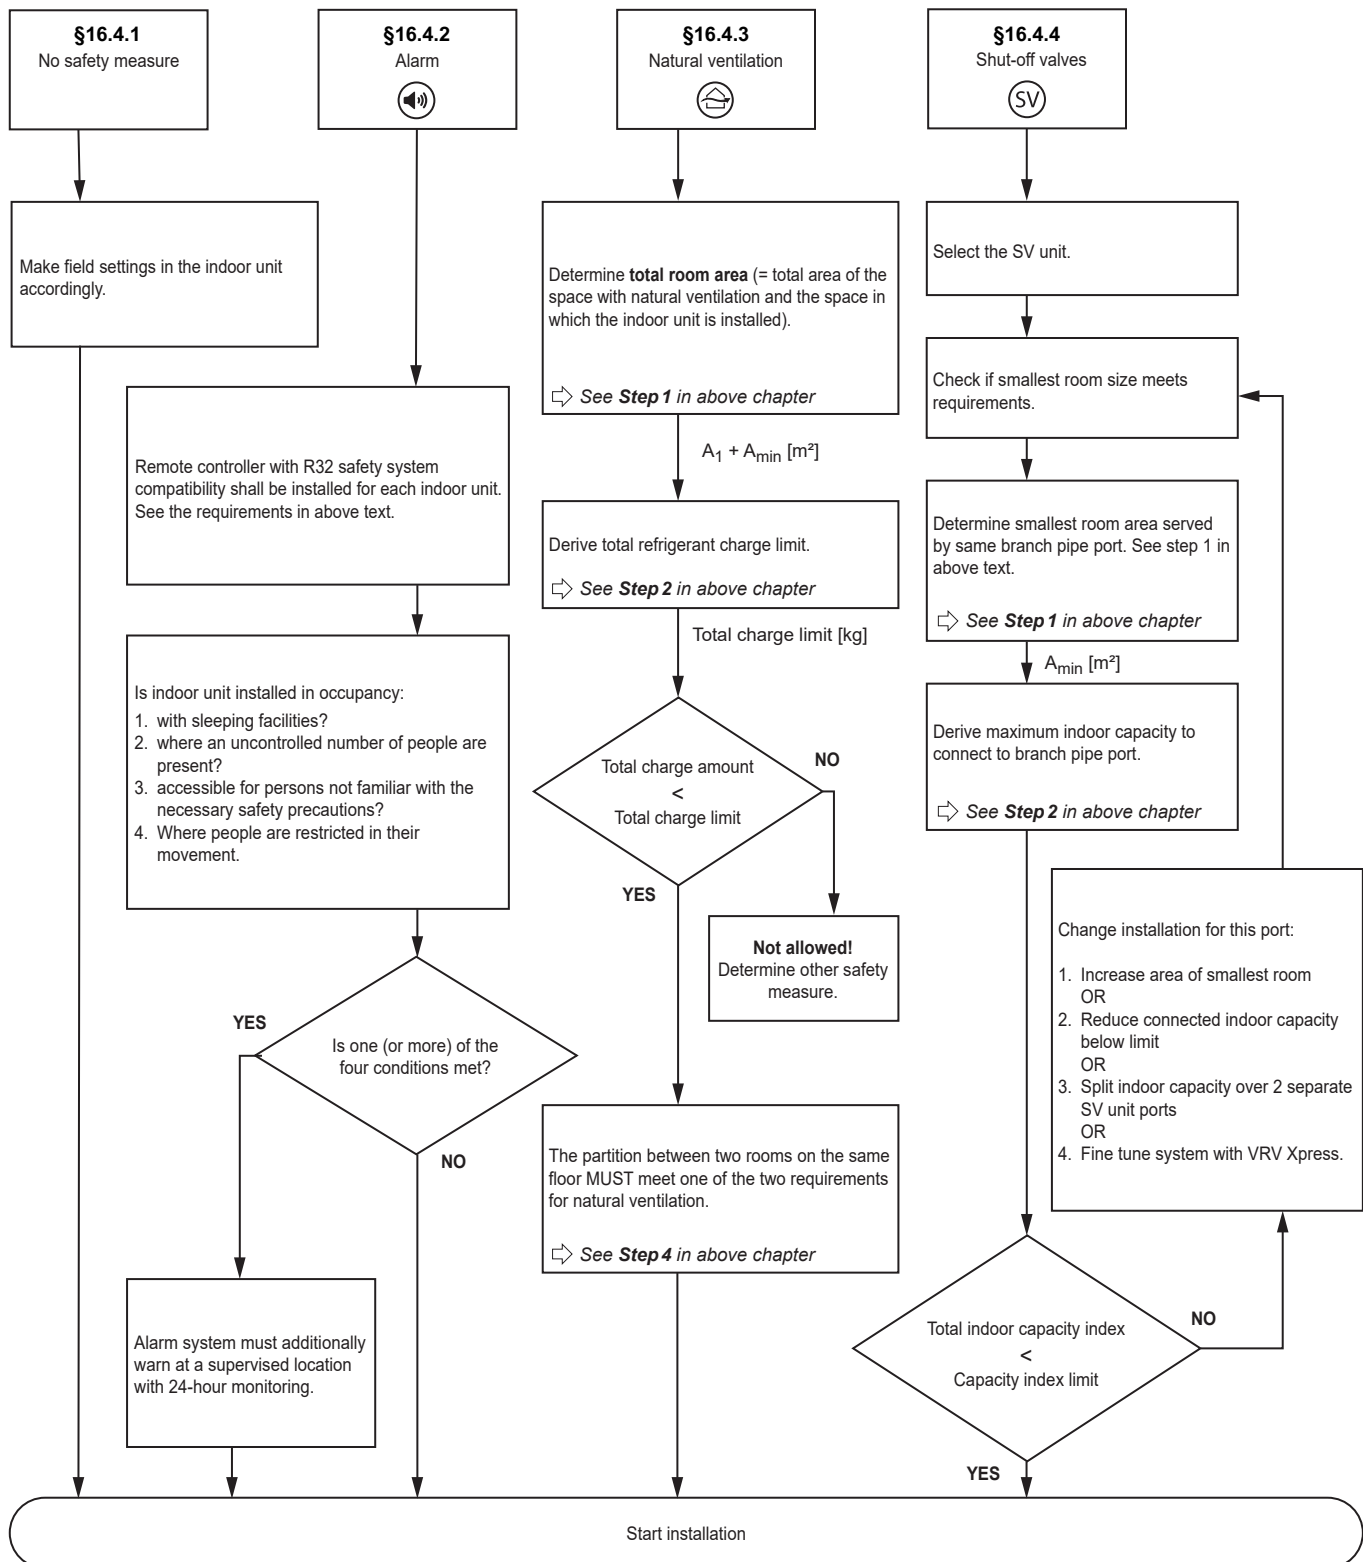 §16.4.1
No safety measure
§16.4.2
Alarm
§16.4.3
Natural ventilation
§16.4.4
Shut-off valves
SV
Make field settings in the indoor unit
accordingly.
Remote controller with R32 safety system
compatibility shall be installed for each indoor unit.
See the requirements in above text.
Is indoor unit installed in occupancy:
1. with sleeping facilities?
2. where an uncontrolled number of people are
present?
3. accessible for persons not familiar with the
necessary safety precautions?
4. Where people are restricted in their
movement.
YES
Is one (or more) of the
four conditions met?
NO
Alarm system must additionally
warn at a supervised location
with 24-hour monitoring.
Determine total room area (= total area of the
space with natural ventilation and the space in
which the indoor unit is installed).
See Step 1 in above chapter
A1 + Amin [m²]
Derive total refrigerant charge limit.
See Step 2 in above chapter
Total charge limit [kg]
Total charge amount
<
Total charge limit
NO
YES
Not allowed!
Determine other safety
measure.
The partition between two rooms on the same
floor MUST meet one of the two requirements
for natural ventilation.
See Step 4 in above chapter
Select the SV unit.
Check if smallest room size meets
requirements.
Determine smallest room area served
by same branch pipe port. See step 1 in
above text.
See Step 1 in above chapter
Amin [m²]
Derive maximum indoor capacity to
connect to branch pipe port.
See Step 2 in above chapter
Change installation for this port:
1. Increase area of smallest room
OR
2. Reduce connected indoor capacity
below limit
OR
3. Split indoor capacity over 2 separate
SV unit ports
OR
4. Fine tune system with VRV Xpress.
Total indoor capacity index
<
Capacity index limit
NO
YES
Start installation